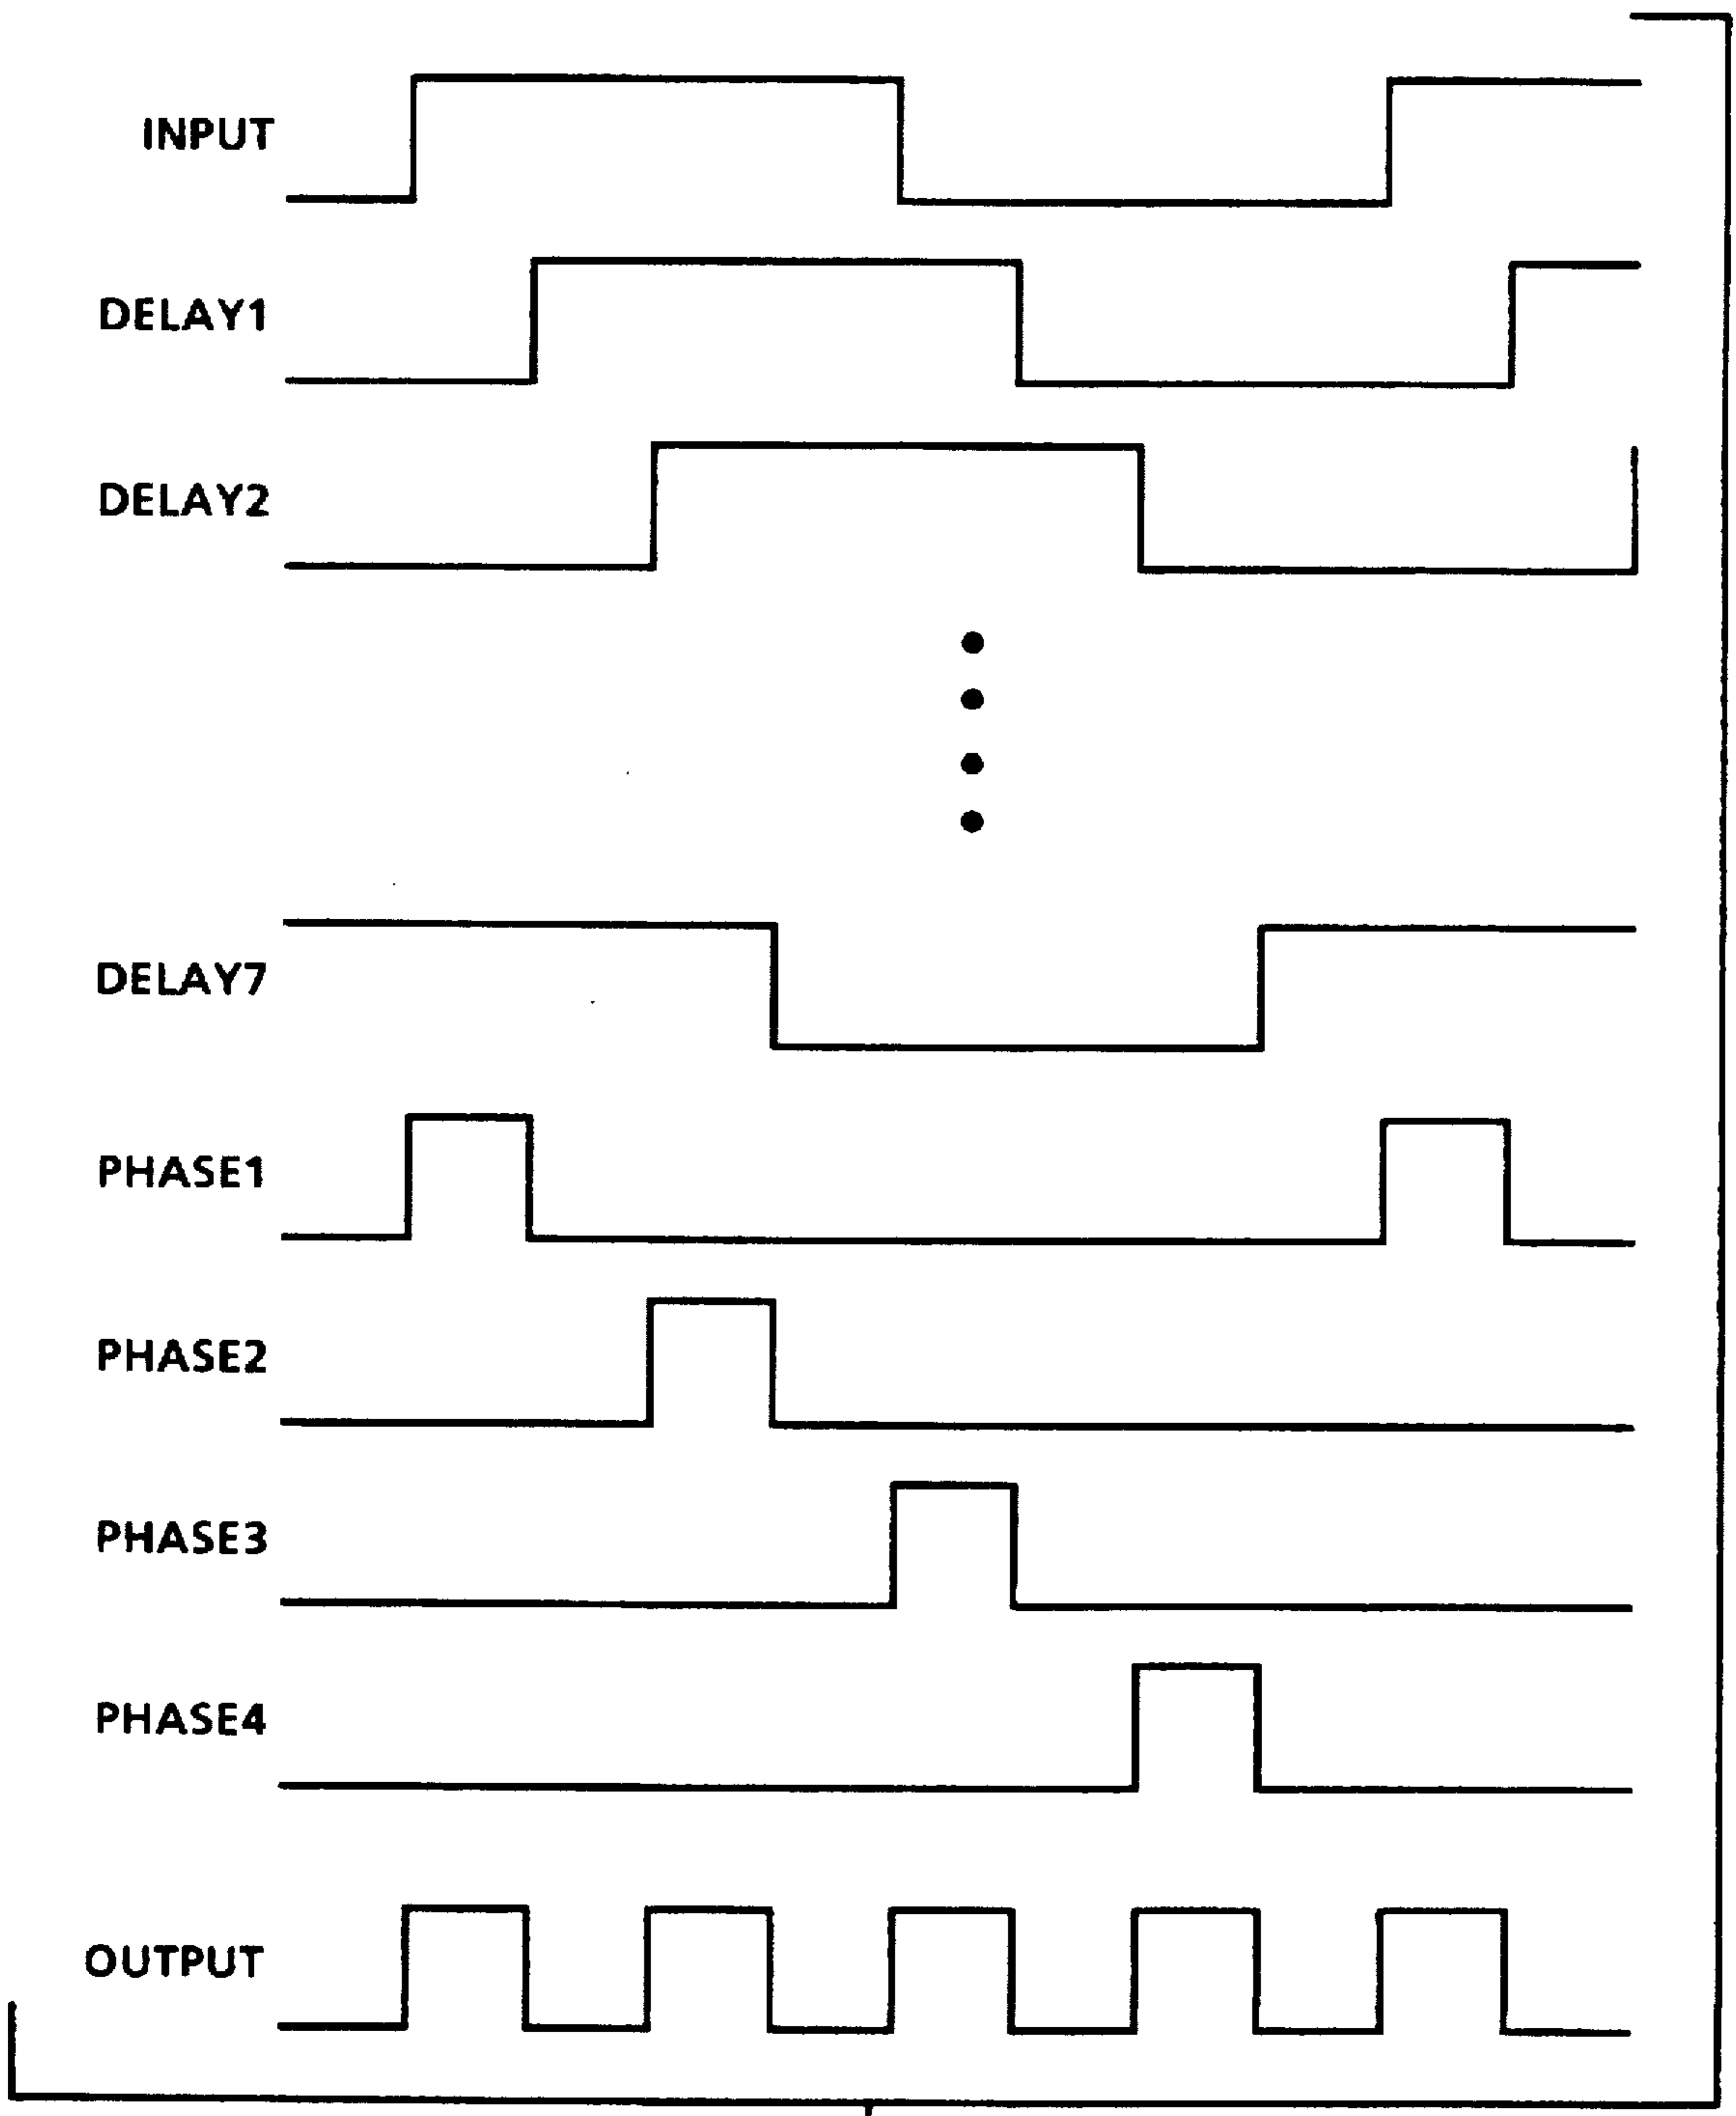 INPUT
DELAY1
DELAY2
DELAY7
PHASE1
PHASE2
PHASE3
PHASE4
OUTPUT